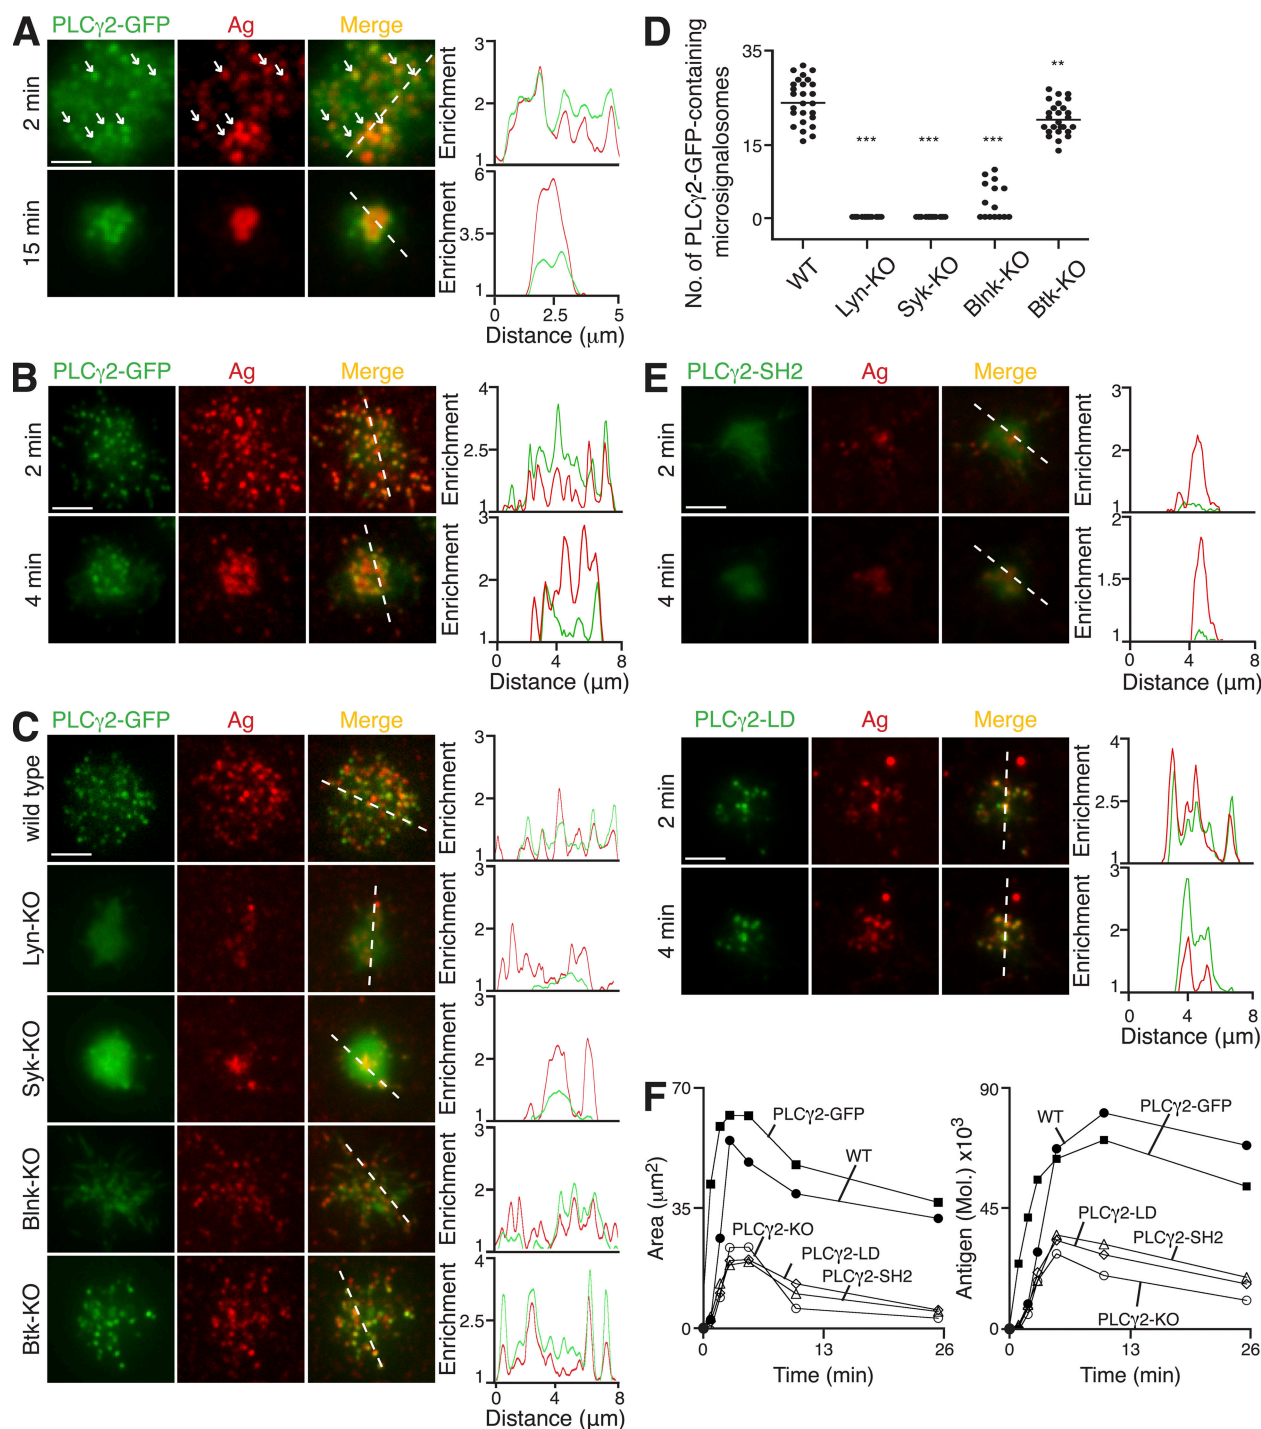 A
PLCγ2-GFP Ag Merge
2 min
15 min
Enrichment
3
2
1
Enrichment
6
3.5
1
0 2.5 5
Distance (μm)
B
PLCγ2-GFP Ag Merge
2 min
4 min
Enrichment
4
2.5
1
Enrichment
3
2
1
0 4 8
Distance (μm)
C
PLCγ2-GFP Ag Merge
wild type
Lyn-KO
Syk-KO
Blnk-KO
Btk-KO
Enrichment
3
2
1
Enrichment
3
2
1
Enrichment
3
2
1
Enrichment
3
2
1
Enrichment
4
2.5
1
0 4 8
Distance (μm)
D
No. of PLCγ2-GFP-containing
microsignalosomes
35
15
0
*** *** *** **
WT Lyn-KO Syk-KO Blnk-KO Btk-KO
E
PLCγ2-SH2 Ag Merge
2 min
4 min
Enrichment
3
2
1
Enrichment
2
1.5
1
0 4 8
Distance (μm)
PLCγ2-LD Ag Merge
2 min
4 min
Enrichment
4
2.5
1
Enrichment
3
2
1
0 4 8
Distance (μm)
F
Area (μm²)
70
35
0
PLCγ2-GFP
WT
PLCγ2-KO
PLCγ2-LD
PLCγ2-SH2
0 13 26
Time (min)
Antigen (Mol.) x10³
90
45
0
WT
PLCγ2-GFP
PLCγ2-LD
PLCγ2-SH2
PLCγ2-KO
0 13 26
Time (min)